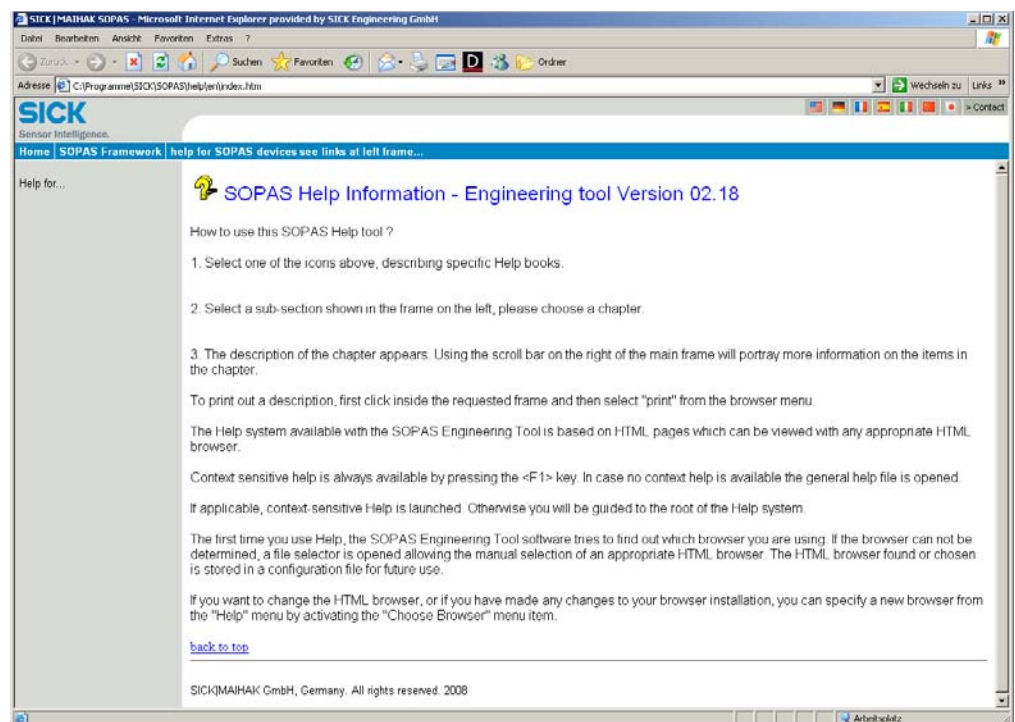 SICK | MAIHAK SOPAS - Microsoft Internet Explorer provided by SICK Engineering GmbH
Datei Bearbeiten Ansicht Favoriten Extras ?
Zurück Suchen Favoriten D Ordner
Adresse C:\Programme\SICK\SOPAS\help\en\index.htm Wechseln zu Links »
SICK
Sensor Intelligence.
» Contact
Home | SOPAS Framework | help for SOPAS devices see links at left frame...
Help for...
SOPAS Help Information - Engineering tool Version 02.18
How to use this SOPAS Help tool ?
1. Select one of the icons above, describing specific Help books.
2. Select a sub-section shown in the frame on the left, please choose a chapter.
3. The description of the chapter appears. Using the scroll bar on the right of the main frame will portray more information on the items in
the chapter.
To print out a description, first click inside the requested frame and then select "print" from the browser menu.
The Help system available with the SOPAS Engineering Tool is based on HTML pages which can be viewed with any appropriate HTML
browser.
Context sensitive help is always available by pressing the <F1> key. In case no context help is available the general help file is opened.
If applicable, context-sensitive Help is launched. Otherwise you will be guided to the root of the Help system.
The first time you use Help, the SOPAS Engineering Tool software tries to find out which browser you are using. If the browser can not be
determined, a file selector is opened allowing the manual selection of an appropriate HTML browser. The HTML browser found or chosen
is stored in a configuration file for future use.
If you want to change the HTML browser, or if you have made any changes to your browser installation, you can specify a new browser from
the "Help" menu by activating the "Choose Browser" menu item.
back to top
SICK|MAIHAK GmbH, Germany. All rights reserved. 2008
Arbeitsplatz